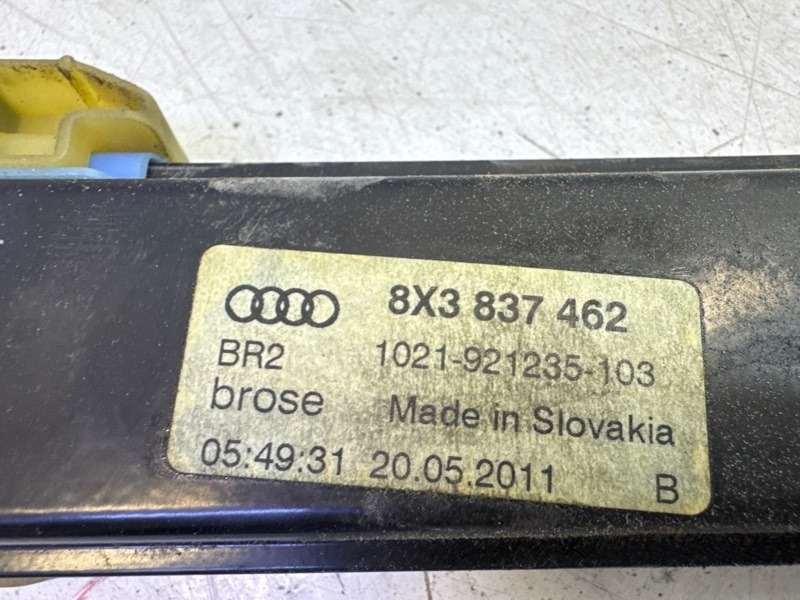 8X3 837 462
BR2 1021-921235-103
brose Made in Slovakia
05:49:31 20.05.2011 B